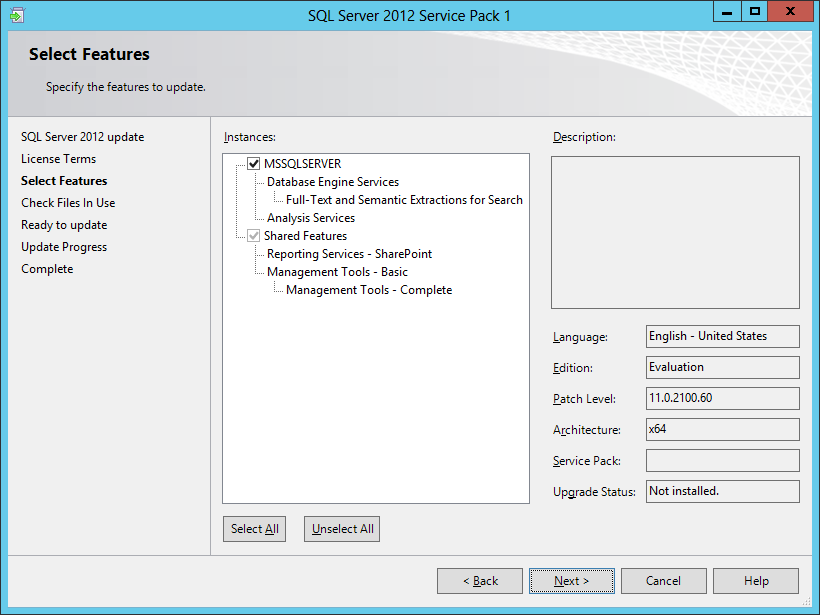 SQL Server 2012 Service Pack 1
Select Features
Specify the features to update.
SQL Server 2012 update
License Terms
Select Features
Check Files In Use
Ready to update
Update Progress
Complete
Instances:
MSSQLSERVER
Database Engine Services
Full-Text and Semantic Extractions for Search
Analysis Services
Shared Features
Reporting Services - SharePoint
Management Tools - Basic
Management Tools - Complete
Select All
Unselect All
Description:
Language: English - United States
Edition: Evaluation
Patch Level: 11.0.2100.60
Architecture: x64
Service Pack:
Upgrade Status: Not installed.
< Back
Next >
Cancel
Help